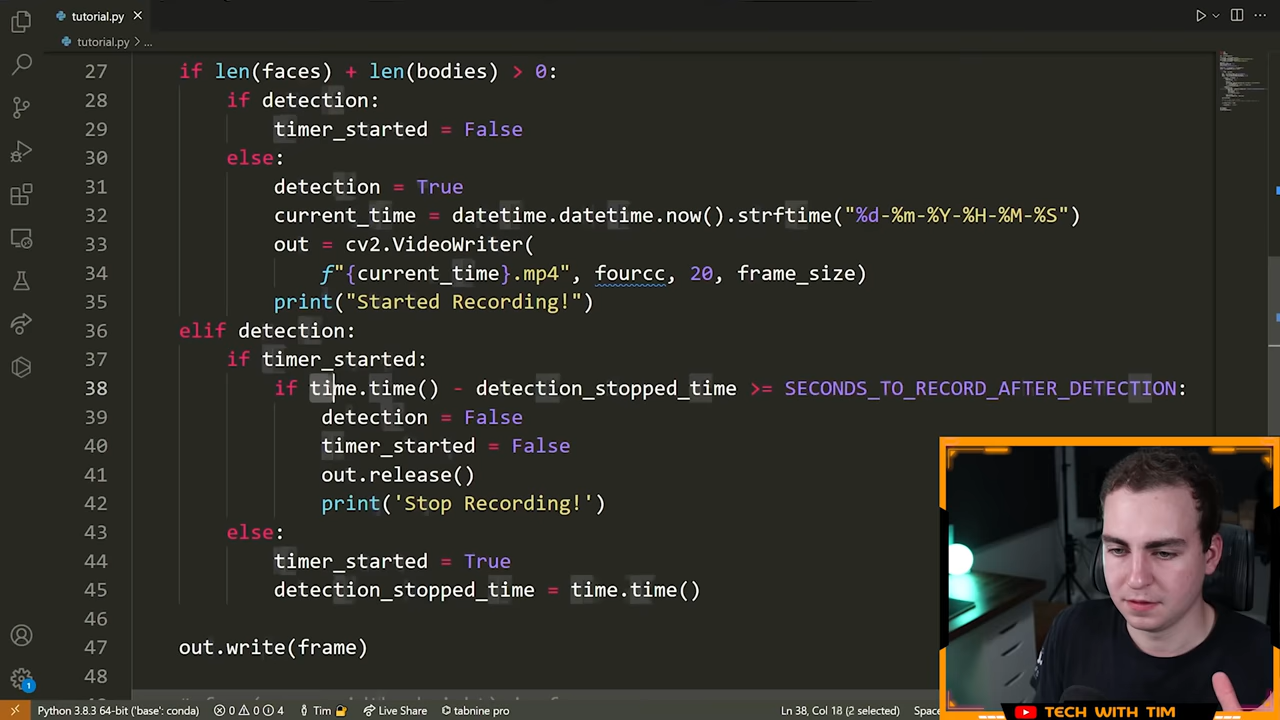 tutorial.py
tutorial.py > ...
27 if len(faces) + len(bodies) > 0:
28 if detection:
29 timer_started = False
30 else:
31 detection = True
32 current_time = datetime.datetime.now().strftime("%d-%m-%Y-%H-%M-%S")
33 out = cv2.VideoWriter(
34 f"{current_time}.mp4", fourcc, 20, frame_size)
35 print("Started Recording!")
36 elif detection:
37 if timer_started:
38 if time.time() - detection_stopped_time >= SECONDS_TO_RECORD_AFTER_DETECTION:
39 detection = False
40 timer_started = False
41 out.release()
42 print('Stop Recording!')
43 else:
44 timer_started = True
45 detection_stopped_time = time.time()
46
47 out.write(frame)
48
1
Python 3.8.3 64-bit ('base': conda) 0 0 4 Tim Live Share tabnine pro Ln 38, Col 18 (2 selected) Space
TECH WITH TIM